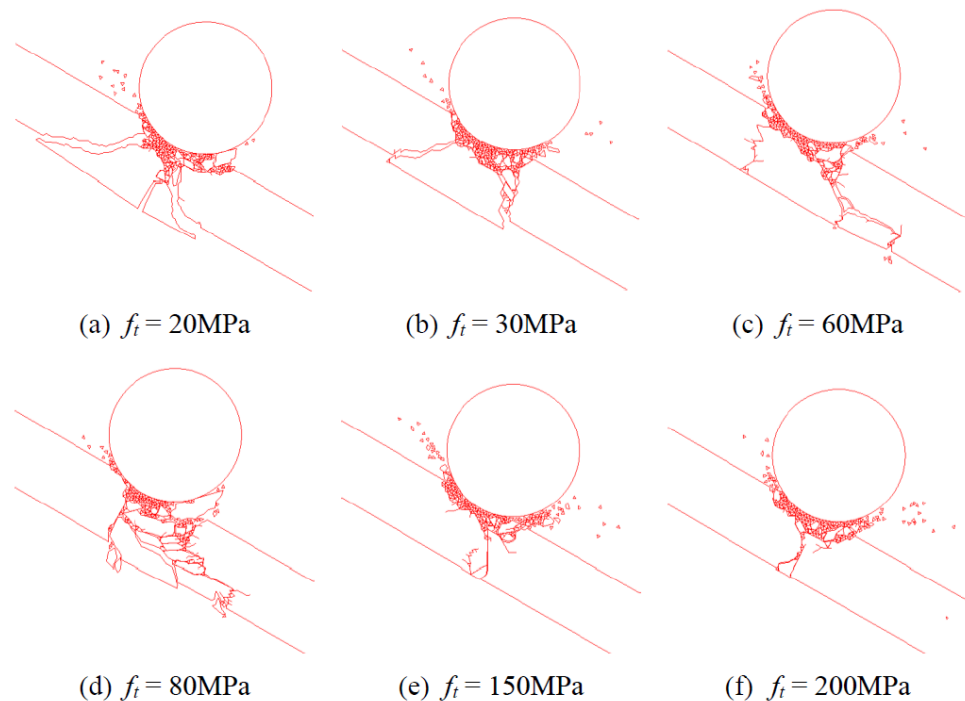 (a) ft = 20MPa
(b) ft = 30MPa
(c) ft = 60MPa
(d) ft = 80MPa
(e) ft = 150MPa
(f) ft = 200MPa